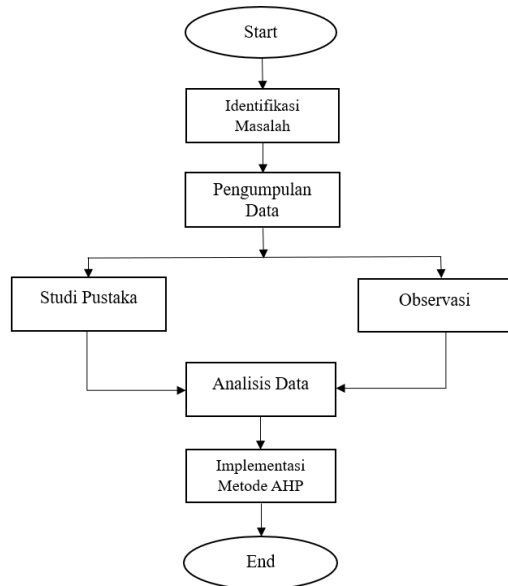 Start
Identifikasi
Masalah
Pengumpulan
Data
Studi Pustaka
Observasi
Analisis Data
Implementasi
Metode AHP
End